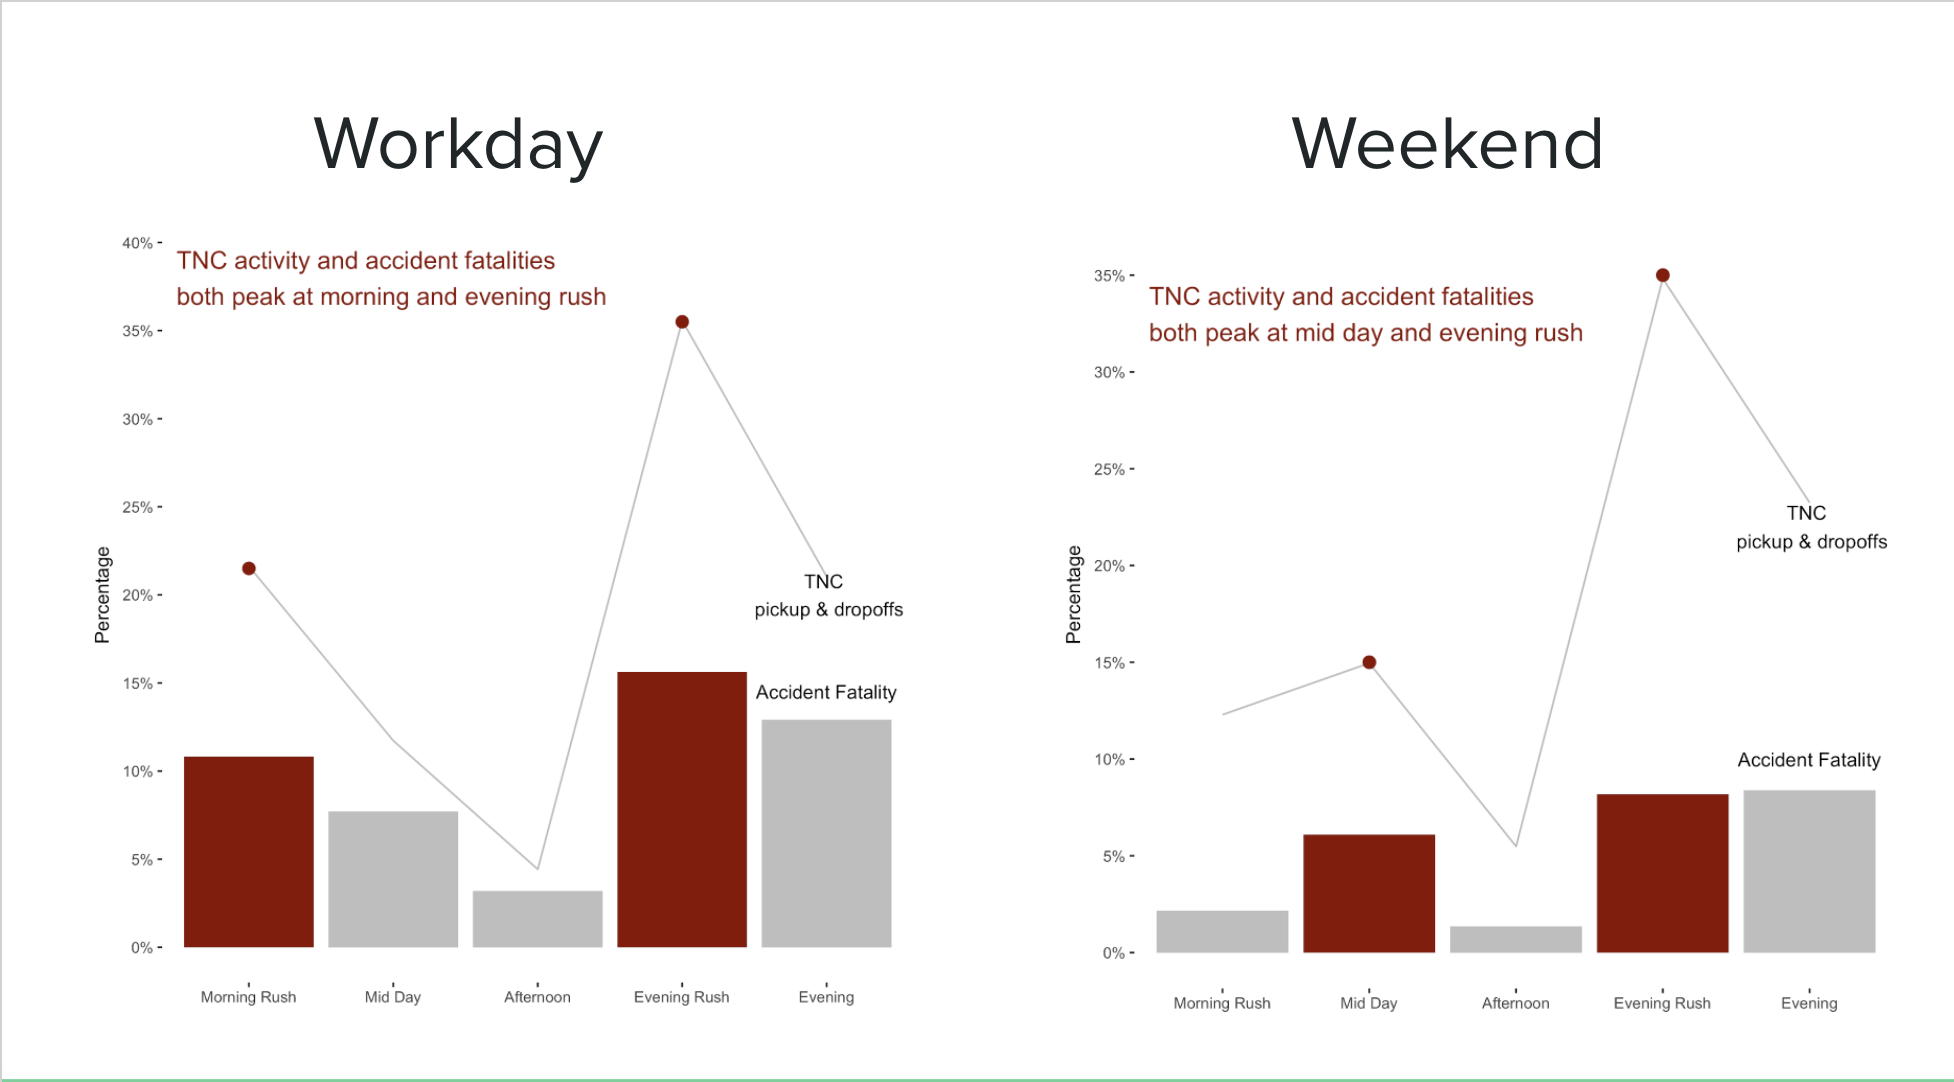 Workday
40%
TNC activity and accident fatalities
both peak at morning and evening rush
35%
30%
25%
20%
15%
10%
5%
0%
Percentage
TNC
pickup & dropoffs
Accident Fatality
Morning Rush
Mid Day
Afternoon
Evening Rush
Evening
Weekend
35%
TNC activity and accident fatalities
both peak at mid day and evening rush
30%
25%
20%
15%
10%
5%
0%
Percentage
TNC
pickup & dropoffs
Accident Fatality
Morning Rush
Mid Day
Afternoon
Evening Rush
Evening